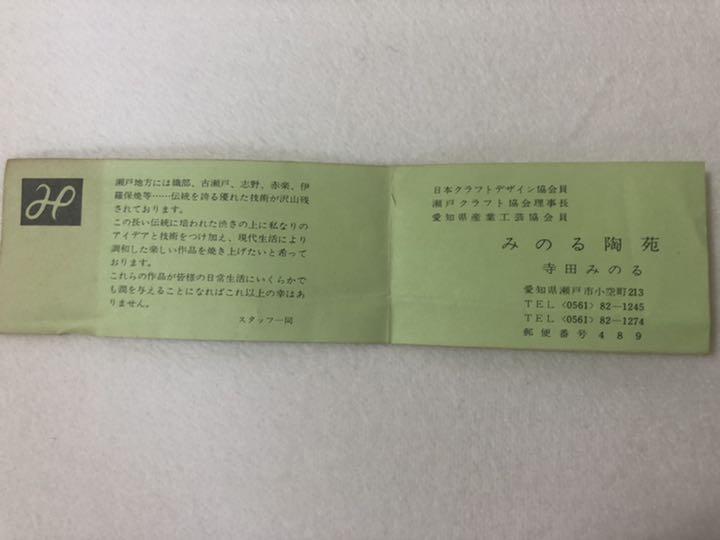 瀬戸地方には織部、古瀬戸、志野、赤楽、伊
羅保焼等……伝統を誇る優れた技術が沢山残
されております。
この長い伝統に培われた渋さの上に私なりの
アイデアと技術をつけ加え、現代生活により
調和した楽しい作品を焼き上げたいと希って
おります。
これらの作品が皆様の日常生活にいくらかで
も潤を与えることになればこれ以上の幸はあ
りません。
スタッフ一同
日本クラフトデザイン協会員
瀬戸クラフト協会理事長
愛知県産業工芸協会員
みのる陶苑
寺田みのる
愛知県瀬戸市小空町213
TEL〈0561〉82—1245
TEL〈0561〉82—1274
郵便番号489